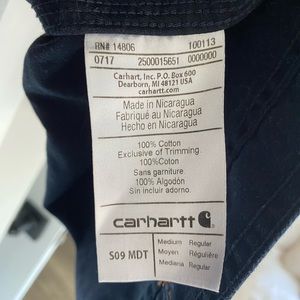 RN# 14806 100113
0717 2500015651 0000000
Carhart, Inc. P.O. Box 600
Dearborn, MI 48121 USA
carhartt.com
Made in Nicaragua
Fabriqué au Nicaragua
Hecho en Nicaragua
100% Cotton
Exclusive of Trimming.
100%Coton
Sans garniture.
100% Algodón
Sin incluir adorno.
carhartt
S09 MDT
Medium Regular
Moyen Régulière
Mediana Regular